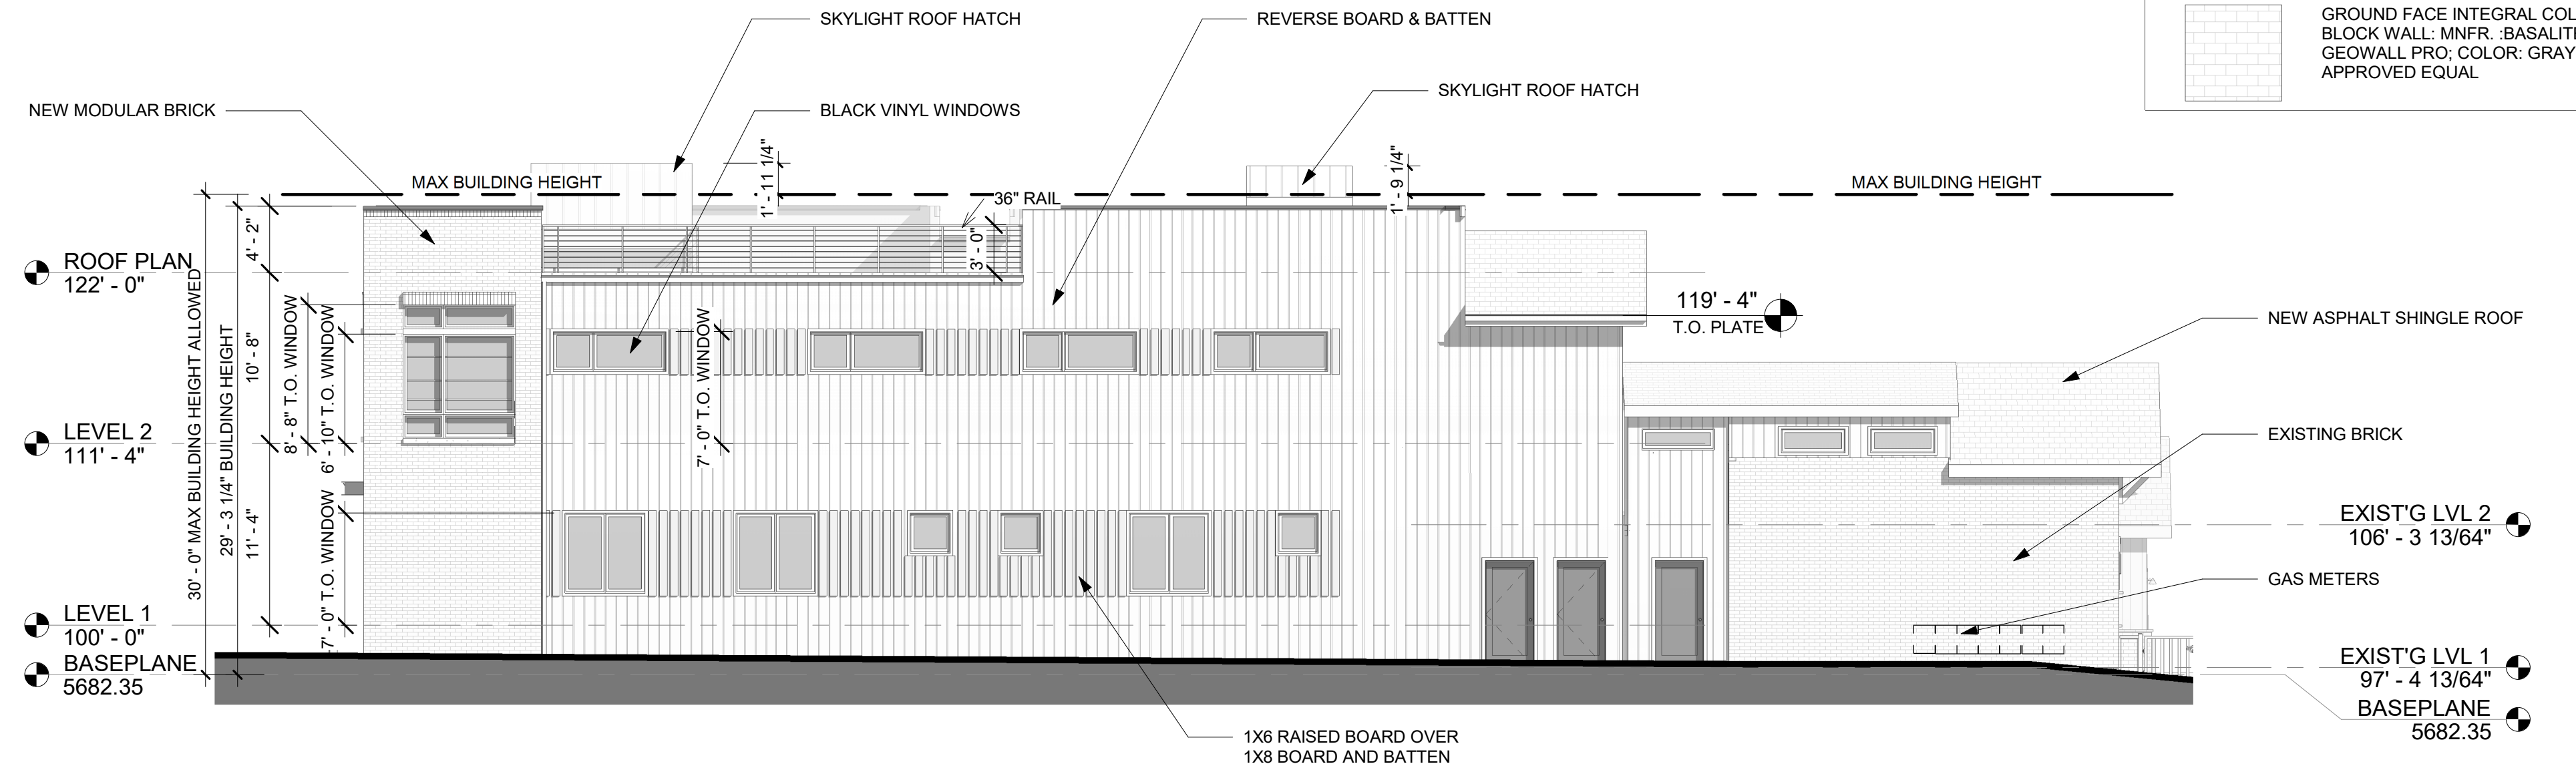 SKYLIGHT ROOF HATCH
REVERSE BOARD & BATTEN
GROUND FACE INTEGRAL COL
BLOCK WALL: MNFR. :BASALIT
GEOWALL PRO; COLOR: GRAY
APPROVED EQUAL
SKYLIGHT ROOF HATCH
NEW MODULAR BRICK
BLACK VINYL WINDOWS
MAX BUILDING HEIGHT
1' - 11 1/4"
36" RAIL
1' - 9 1/4"
MAX BUILDING HEIGHT
4' - 2"
3' - 0"
ROOF PLAN
122' - 0"
119' - 4"
T.O. PLATE
NEW ASPHALT SHINGLE ROOF
30' - 0" MAX BUILDING HEIGHT ALLOWED
29' - 3 1/4" BUILDING HEIGHT
10' - 8"
8' - 8" T.O. WINDOW
6' - 10" T.O. WINDOW
7' - 0" T.O. WINDOW
LEVEL 2
111' - 4"
EXISTING BRICK
11' - 4"
7' - 0" T.O. WINDOW
EXIST'G LVL 2
106' - 3 13/64"
GAS METERS
LEVEL 1
100' - 0"
BASEPLANE
5682.35
EXIST'G LVL 1
97' - 4 13/64"
BASEPLANE
5682.35
1X6 RAISED BOARD OVER
1X8 BOARD AND BATTEN